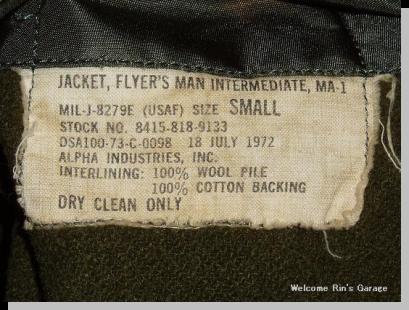 JACKET, FLYER'S MAN INTERMEDIATE, MA-1
MIL-J-8279E (USAF) SIZE SMALL
STOCK NO. 8415-818-9133
DSA100-73-C-0098 18 JULY 1972
ALPHA INDUSTRIES, INC.
INTERLINING: 100% WOOL PILE
100% COTTON BACKING
DRY CLEAN ONLY
Welcome Rin's Garage